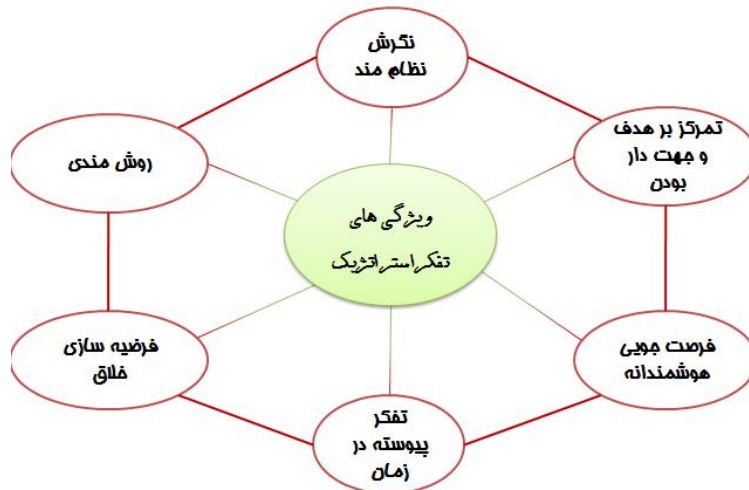 نگرش
نظام مند
تمرکز بر هدف
و جهت دار
بودن
روش مندی
ویژگی های
تفکر استراتژیک
فرضیه سازی
خلاق
فرصت جویی
هوشمندانه
تفکر
پیوسته در
زمان